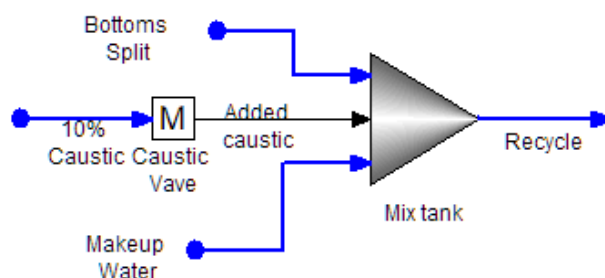 Bottoms
Split
10%
Caustic
M
Caustic
Vave
Added
caustic
Makeup
Water
Mix tank
Recycle